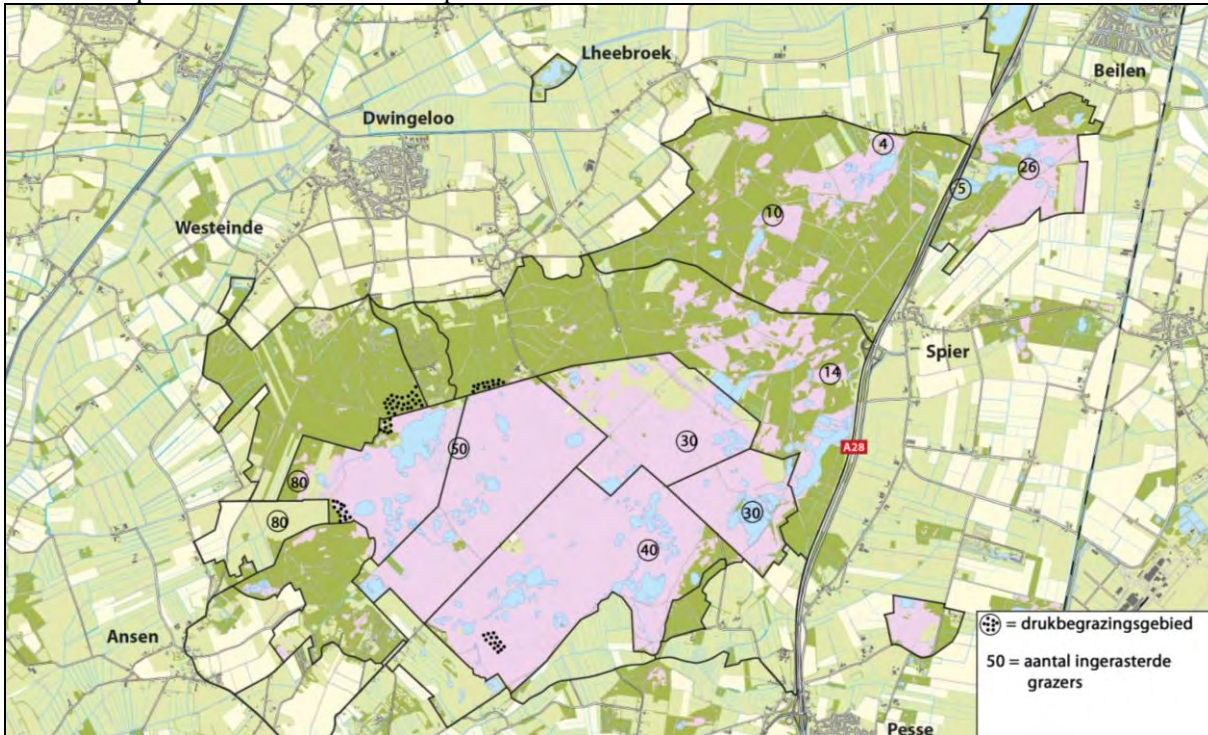 Lheebroek
Beilen
Dwingeloo
4
26
5
10
Westeinde
Spier
14
30
A28
50
80
80
30
40
Ansen
= drukbegrazingsgebied
50 = aantal ingerasterde
grazers
Pesse